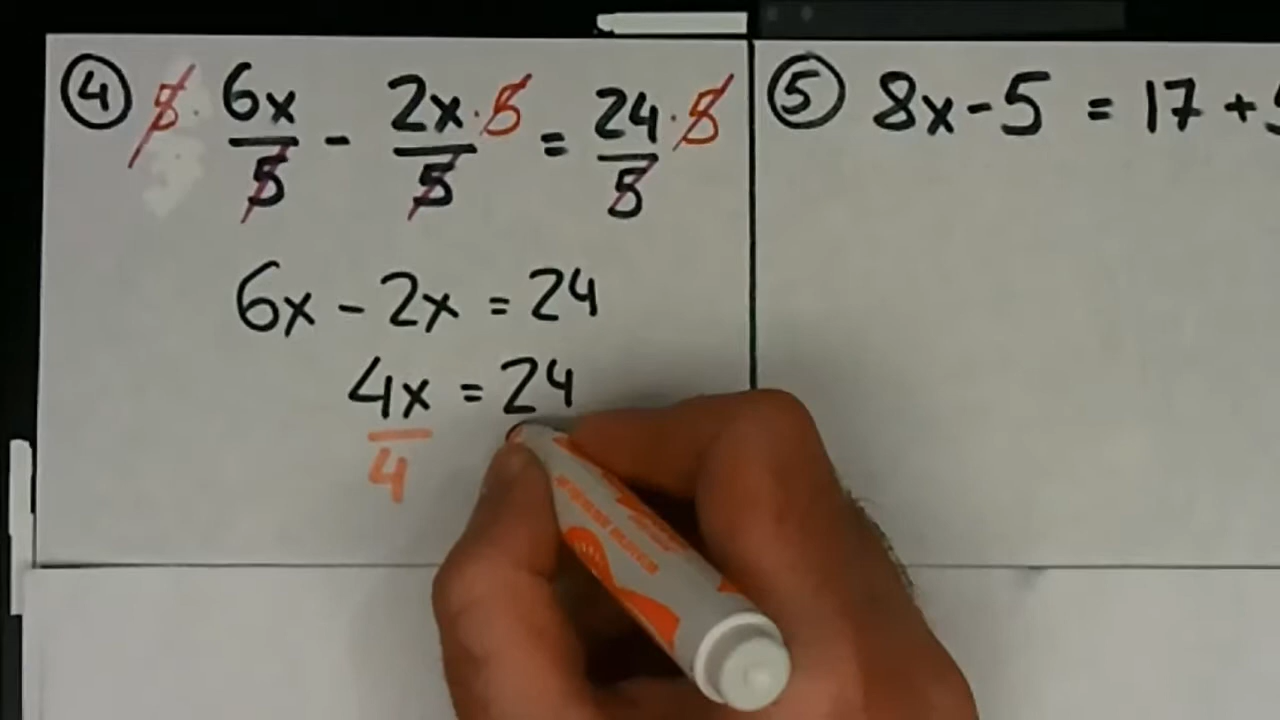 ④ 5 · 6x/5 - 2x · 5/5 = 24 · 5/5
6x - 2x = 24
4x = 24
4
⑤ 8x - 5 = 17 + 5